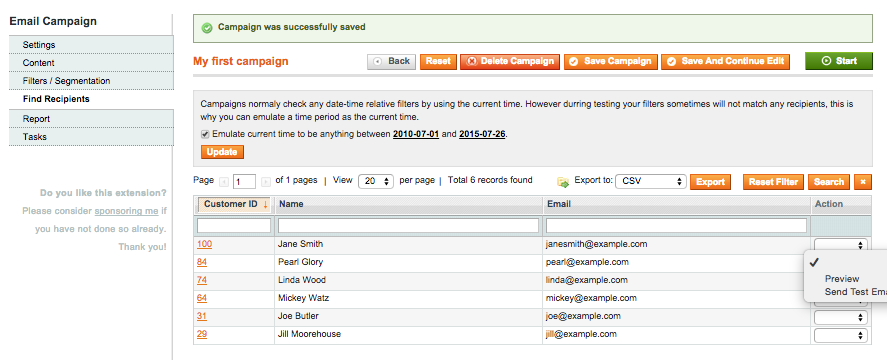 Email Campaign
Settings
Content
Filters / Segmentation
Find Recipients
Report
Tasks
Do you like this extension?
Please consider sponsoring me if
you have not done so already.
Thank you!
Campaign was successfully saved
My first campaign
Back
Reset
Delete Campaign
Save Campaign
Save And Continue Edit
Start
Campaigns normaly check any date-time relative filters by using the current time. However durring testing your filters sometimes will not match any recipients, this is
why you can emulate a time period as the current time.
Emulate current time to be anything between 2010-07-01 and 2015-07-26.
Update
Page 1 of 1 pages | View 20 per page | Total 6 records found
Export to: CSV Export Reset Filter Search
Customer ID ↓ Name Email Action
100 Jane Smith janesmith@example.com
84 Pearl Glory pearl@example.com
74 Linda Wood linda@example.com
64 Mickey Watz mickey@example.com
31 Joe Butler joe@example.com
29 Jill Moorehouse jill@example.com
Preview
Send Test Ema